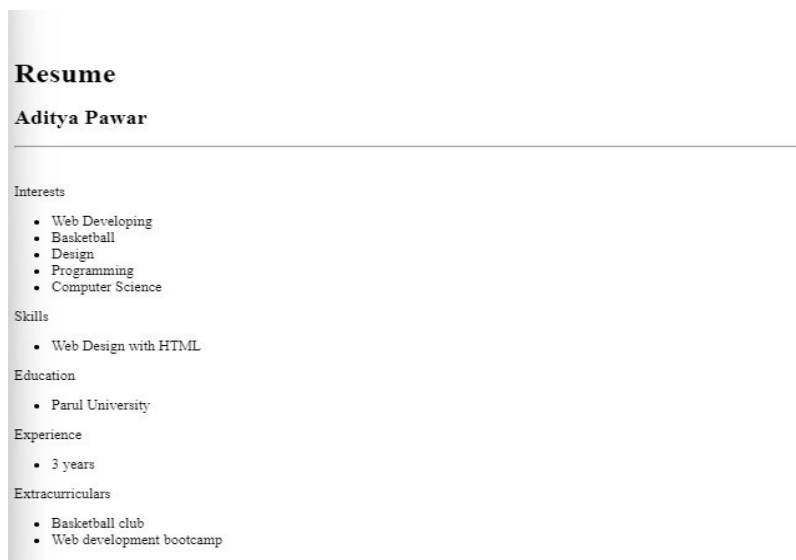 Resume
Aditya Pawar
Interests
Web Developing
Basketball
Design
Programming
Computer Science
Skills
Web Design with HTML
Education
Parul University
Experience
3 years
Extracurriculars
Basketball club
Web development bootcamp